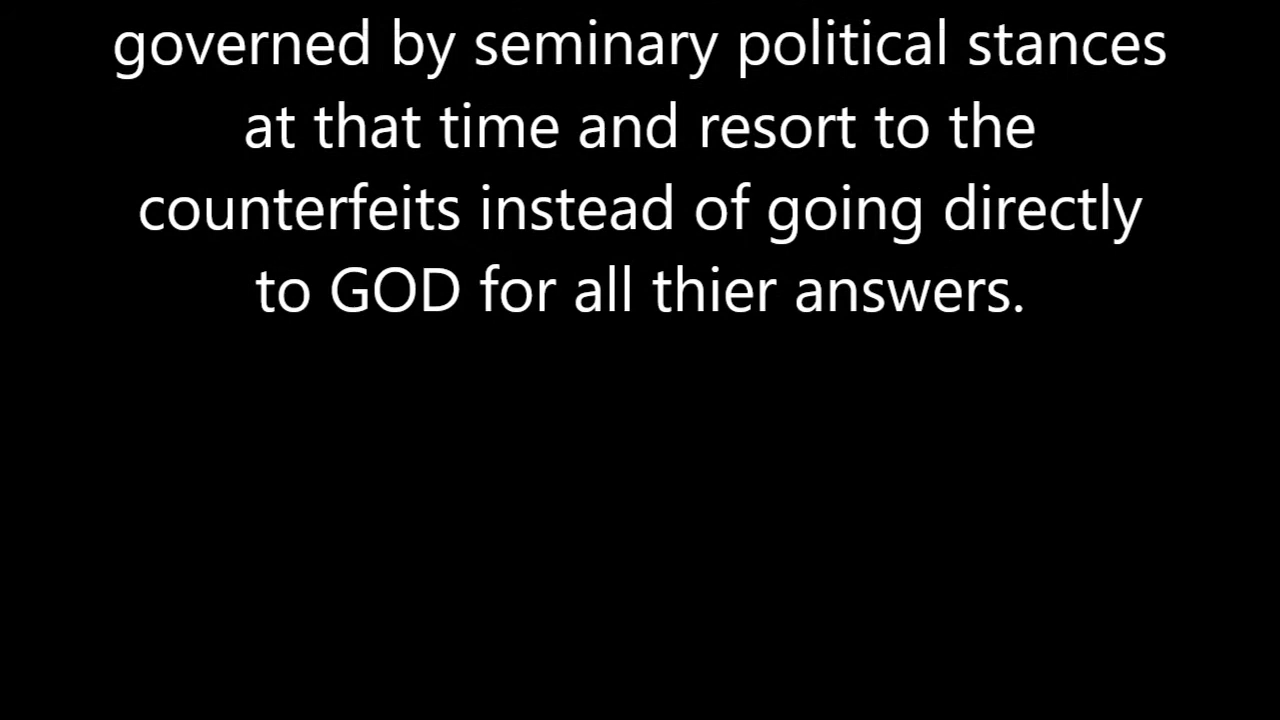 governed by seminary political stances
at that time and resort to the
counterfeits instead of going directly
to GOD for all thier answers.